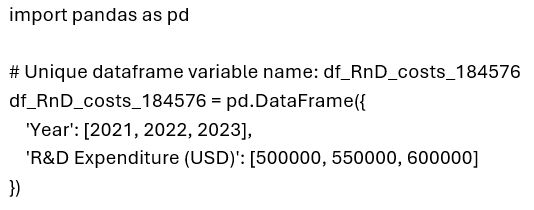 import pandas as pd
# Unique dataframe variable name: df_RnD_costs_184576
df_RnD_costs_184576 = pd.DataFrame({
'Year': [2021, 2022, 2023],
'R&D Expenditure (USD)': [500000, 550000, 600000]
})